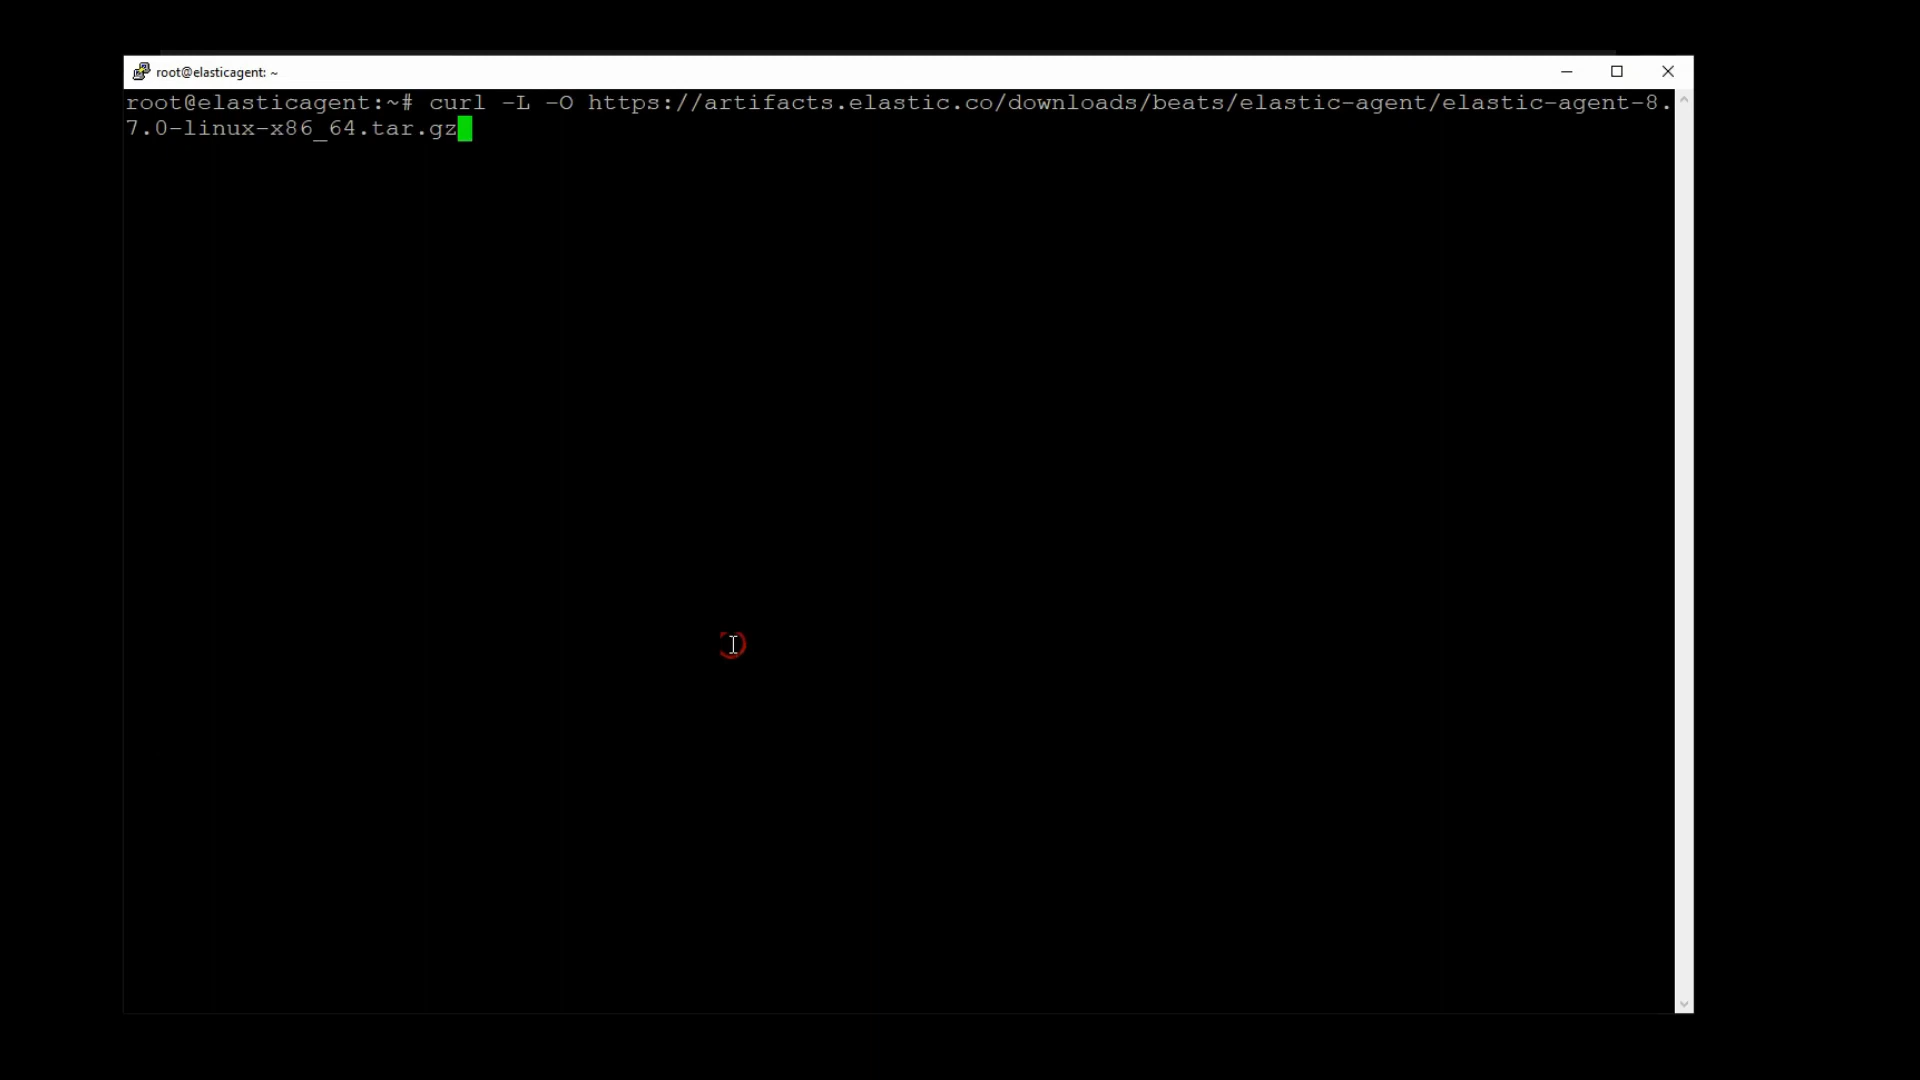 root@elasticagent: ~
root@elasticagent:~# curl -L -O https://artifacts.elastic.co/downloads/beats/elastic-agent/elastic-agent-8.
7.0-linux-x86_64.tar.gz